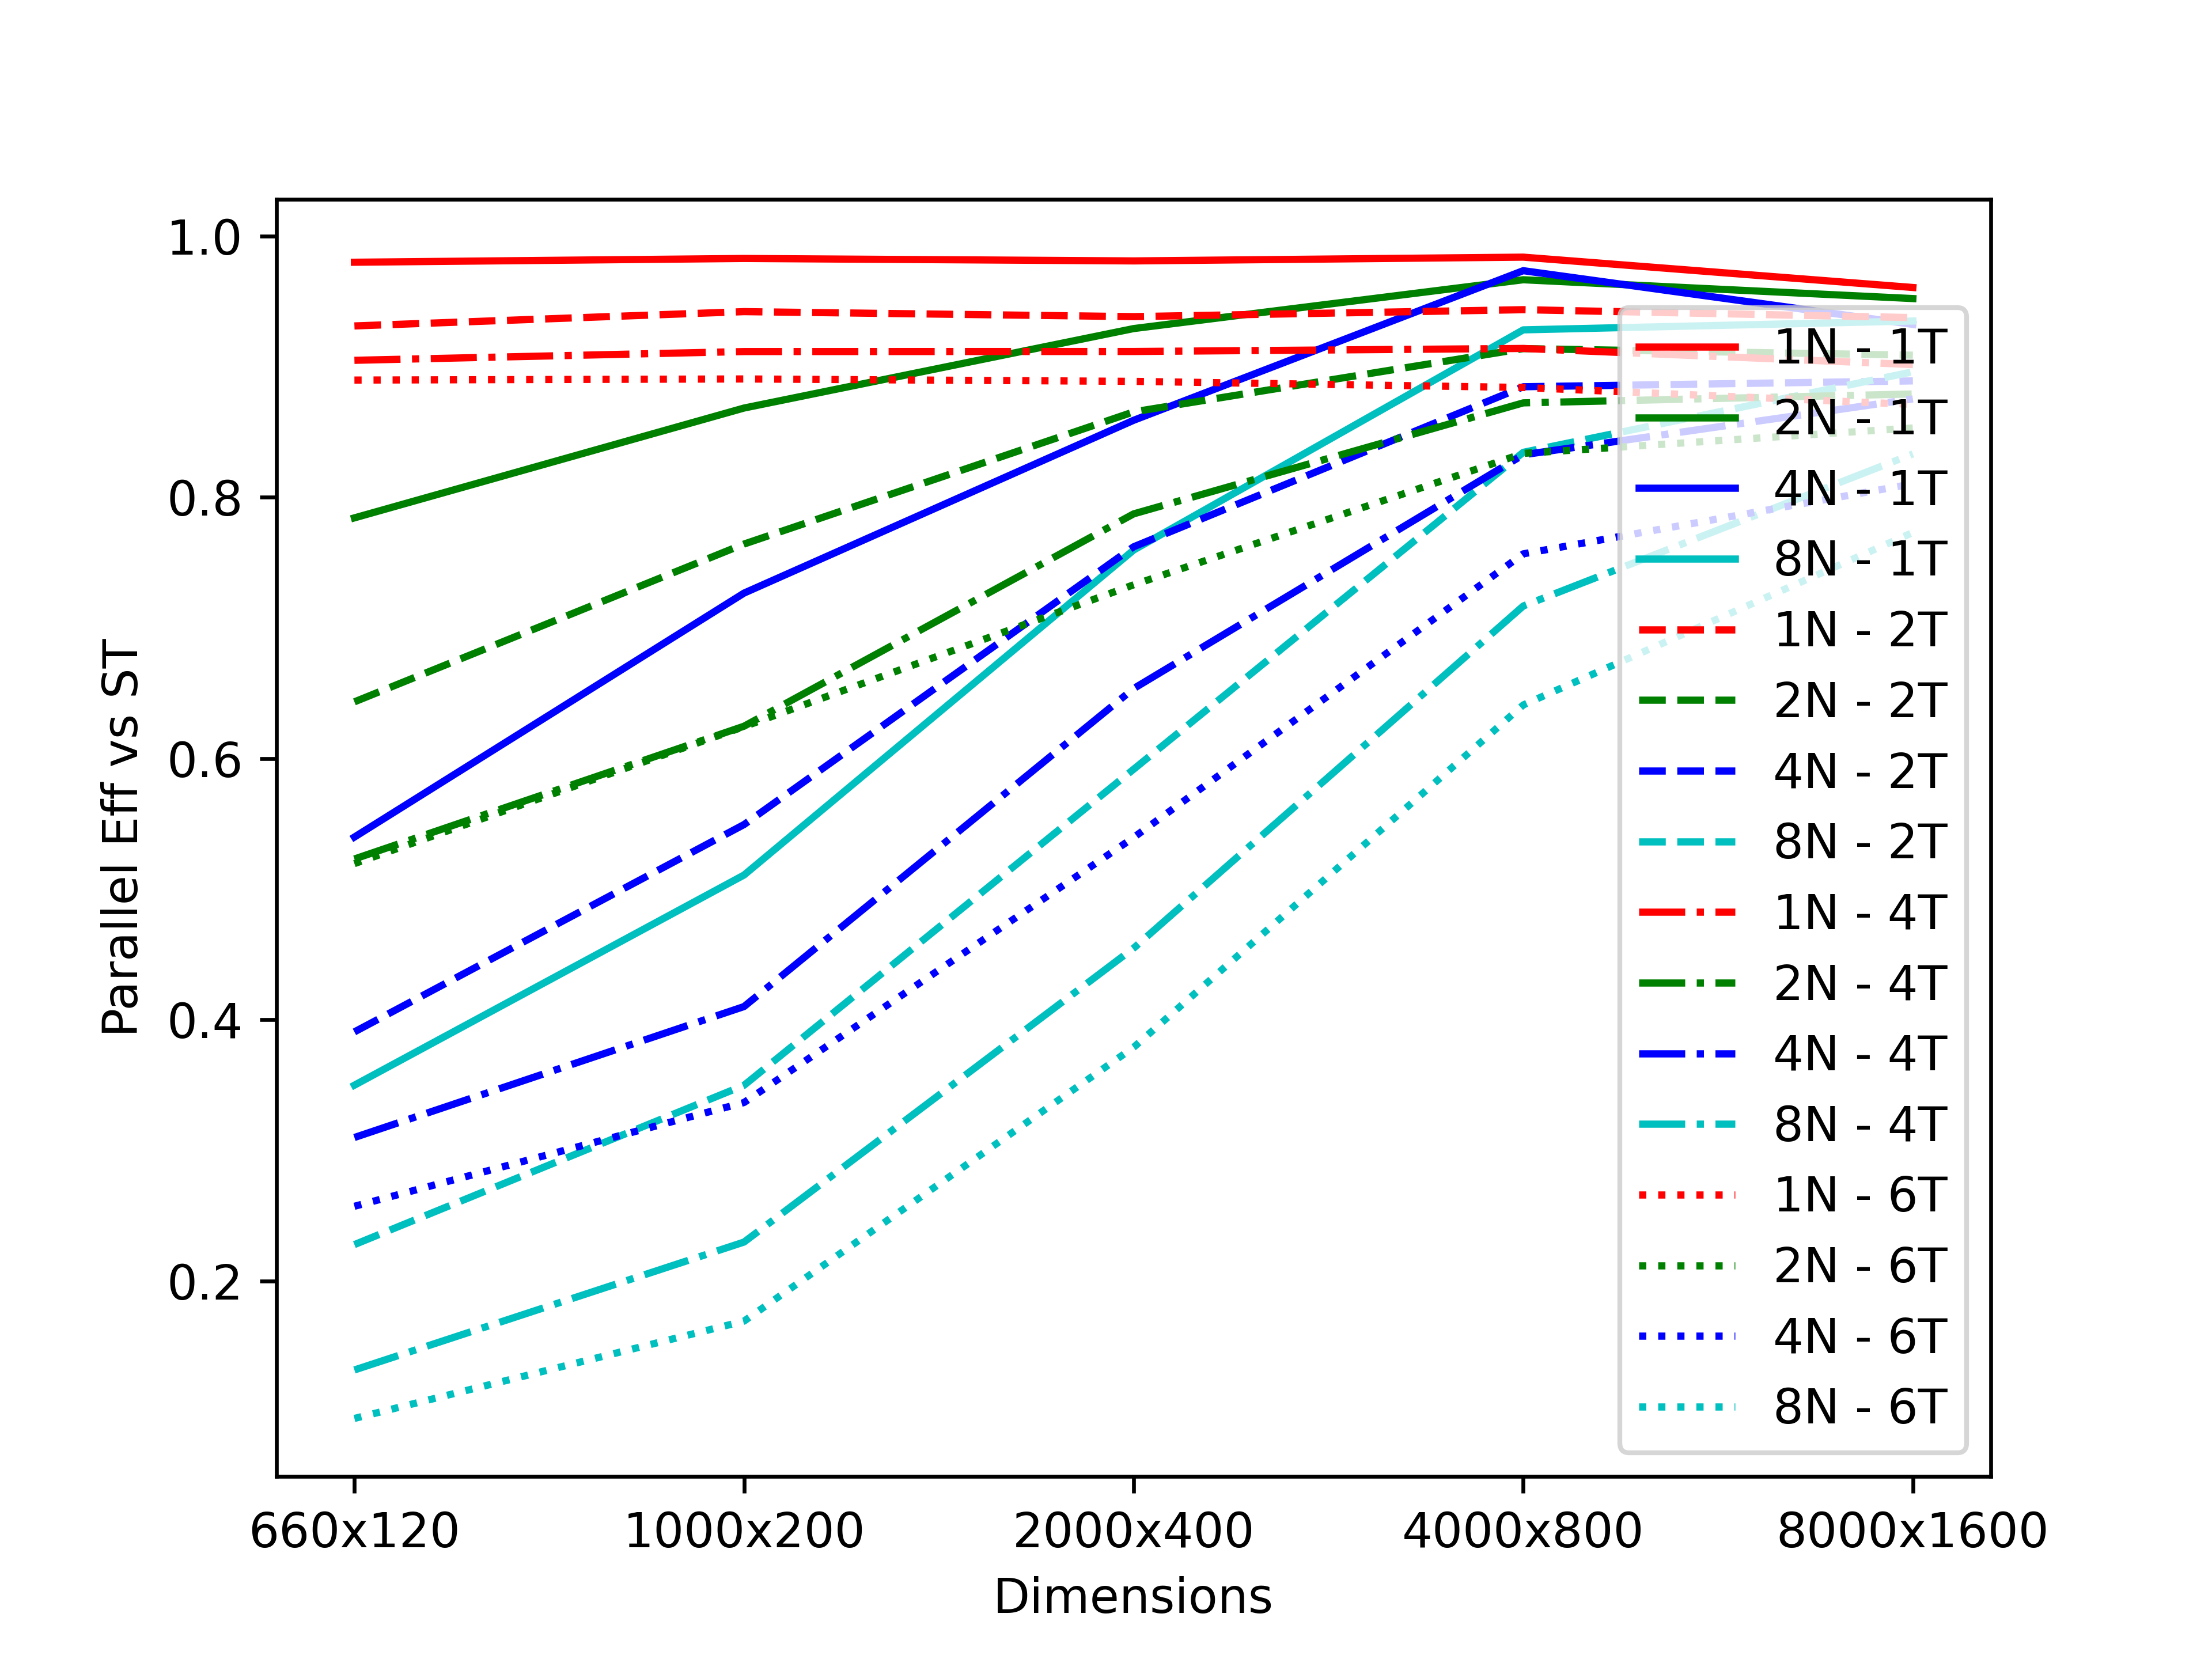 1.0
0.8
0.6
0.4
0.2
Parallel Eff vs ST
1N - 1T
2N - 1T
4N - 1T
8N - 1T
1N - 2T
2N - 2T
4N - 2T
8N - 2T
1N - 4T
2N - 4T
4N - 4T
8N - 4T
1N - 6T
2N - 6T
4N - 6T
8N - 6T
660x120
1000x200
2000x400
4000x800
8000x1600
Dimensions